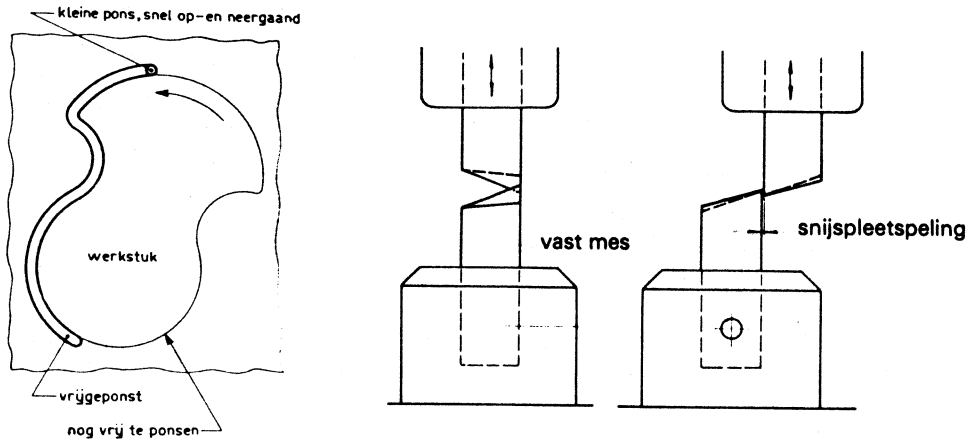 kleine pons, snel op-en neergaand
werkstuk
vrijgeponst
nog vrij te ponsen
vast mes
snijspleetspeling